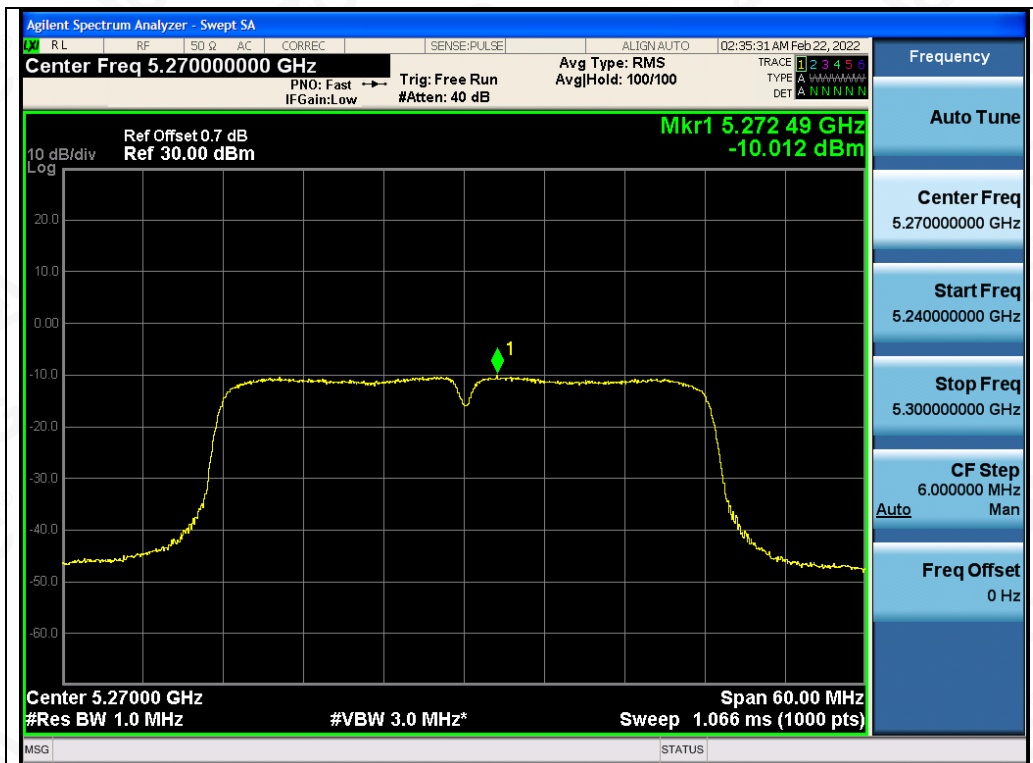 Agilent Spectrum Analyzer - Swept SA
LXI RL RF 50 Ω AC CORREC SENSE:PULSE ALIGN AUTO 02:35:31 AM Feb 22, 2022
Center Freq 5.270000000 GHz
PNO: Fast
IFGain:Low
Trig: Free Run
#Atten: 40 dB
Avg Type: RMS
Avg|Hold: 100/100
TRACE 1 2 3 4 5 6
TYPE A WWWWW
DET A N N N N N
Frequency
Auto Tune
Center Freq
5.270000000 GHz
Start Freq
5.240000000 GHz
Stop Freq
5.300000000 GHz
CF Step
6.000000 MHz
Auto Man
Freq Offset
0 Hz
Mkr1 5.272 49 GHz
-10.012 dBm
Ref Offset 0.7 dB
10 dB/div Ref 30.00 dBm
Log
20.0
10.0
0.00
1
-10.0
-20.0
-30.0
-40.0
-50.0
-60.0
Center 5.27000 GHz Span 60.00 MHz
#Res BW 1.0 MHz #VBW 3.0 MHz* Sweep 1.066 ms (1000 pts)
MSG STATUS